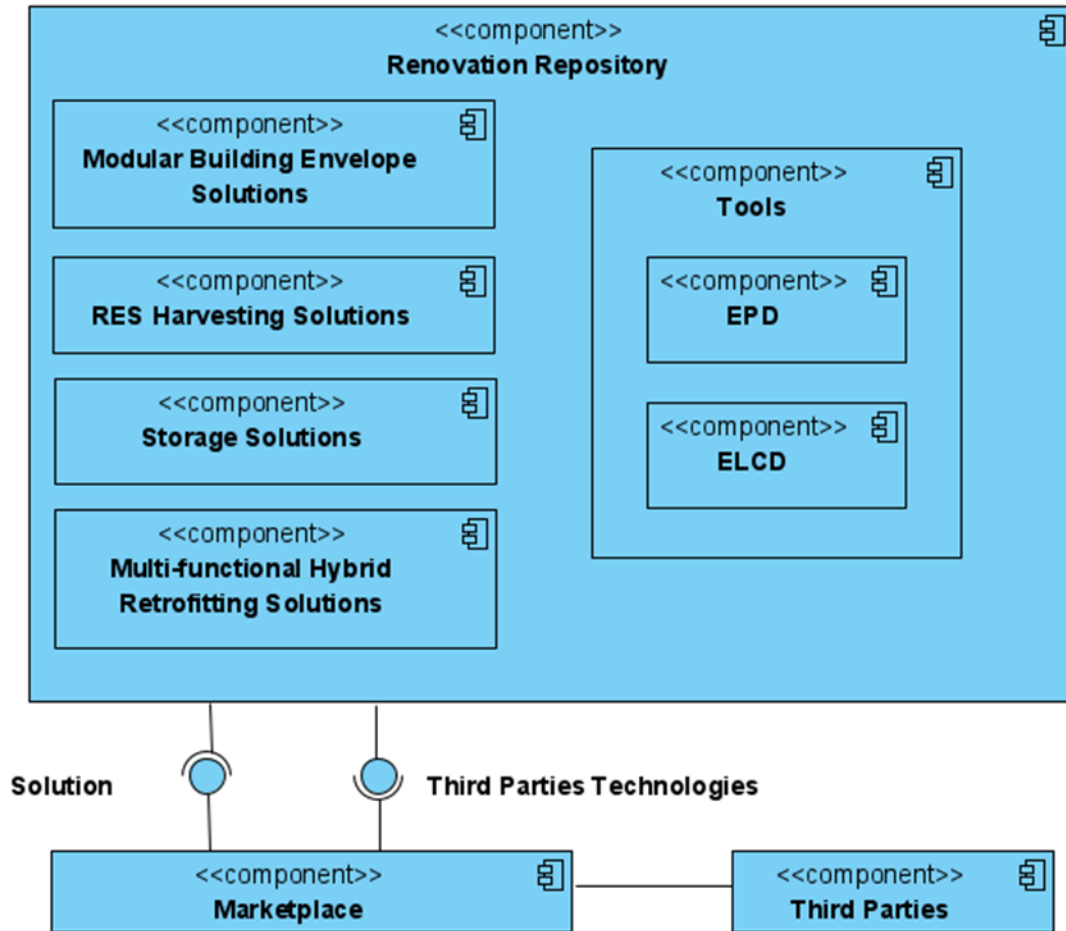 <<component>>
Renovation Repository
<<component>>
Modular Building Envelope
Solutions
<<component>>
RES Harvesting Solutions
<<component>>
Storage Solutions
<<component>>
Multi-functional Hybrid
Retrofitting Solutions
<<component>>
Tools
<<component>>
EPD
<<component>>
ELCD
Solution
Third Parties Technologies
<<component>>
Marketplace
<<component>>
Third Parties